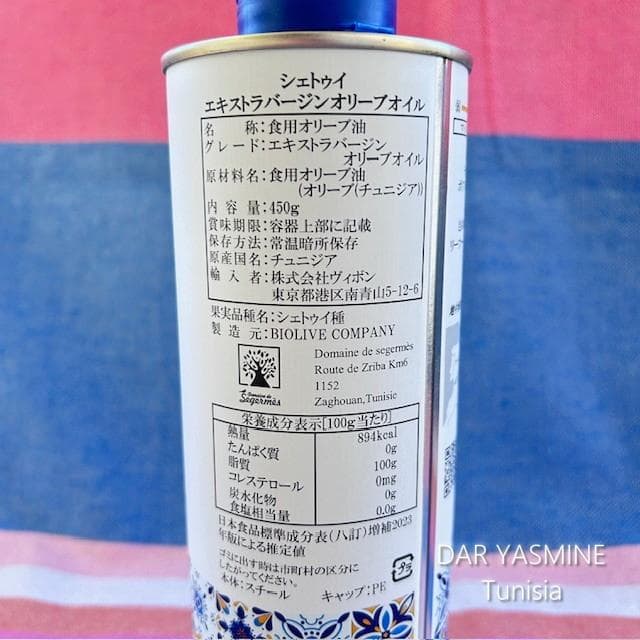 シェトゥイ
エキストラバージンオリーブオイル
名　　称：食用オリーブ油
グレード：エキストラバージン
オリーブオイル
原材料名：食用オリーブ油
(オリーブ(チュニジア))
内 容 量：450g
賞味期限：容器上部に記載
保存方法：常温暗所保存
原産国名：チュニジア
輸 入 者：株式会社ヴィボン
東京都港区南青山5-12-6
果実品種名：シェトゥイ種
製 造 元：BIOLIVE COMPANY
Domaine de segermès
Route de Zriba Km6
1152
Zaghouan,Tunisie
Domaine de
Segermès
栄養成分表示[100g当たり]
熱量 894kcal
たんぱく質 0g
脂質 100g
コレステロール 0mg
炭水化物 0g
食塩相当量 0.0g
日本食品標準成分表(八訂)増補2023
年版による推定値
ゴミに出す時は市町村の区分に
したがってください。
本体：スチール　キャップ：PE
プラ
DAR YASMINE
Tunisia